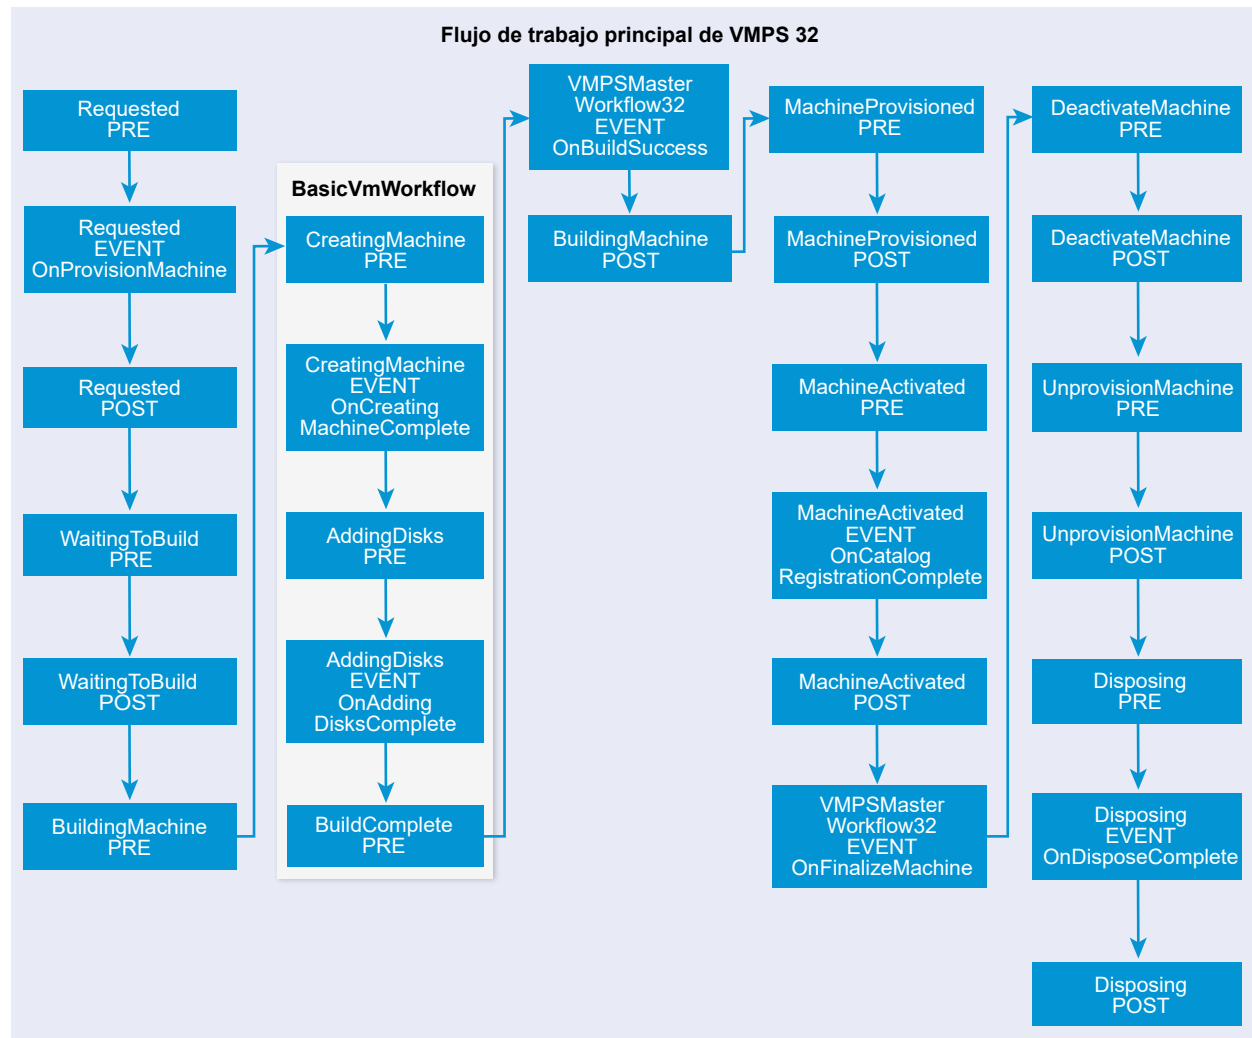 Flujo de trabajo principal de VMPS 32
Requested
PRE
Requested
EVENT
OnProvisionMachine
Requested
POST
WaitingToBuild
PRE
WaitingToBuild
POST
BuildingMachine
PRE
BasicVmWorkflow
CreatingMachine
PRE
CreatingMachine
EVENT
OnCreating
MachineComplete
AddingDisks
PRE
AddingDisks
EVENT
OnAdding
DisksComplete
BuildComplete
PRE
VMPSMaster
Workflow32
EVENT
OnBuildSuccess
BuildingMachine
POST
MachineProvisioned
PRE
MachineProvisioned
POST
MachineActivated
PRE
MachineActivated
EVENT
OnCatalog
RegistrationComplete
MachineActivated
POST
VMPSMaster
Workflow32
EVENT
OnFinalizeMachine
DeactivateMachine
PRE
DeactivateMachine
POST
UnprovisionMachine
PRE
UnprovisionMachine
POST
Disposing
PRE
Disposing
EVENT
OnDisposeComplete
Disposing
POST